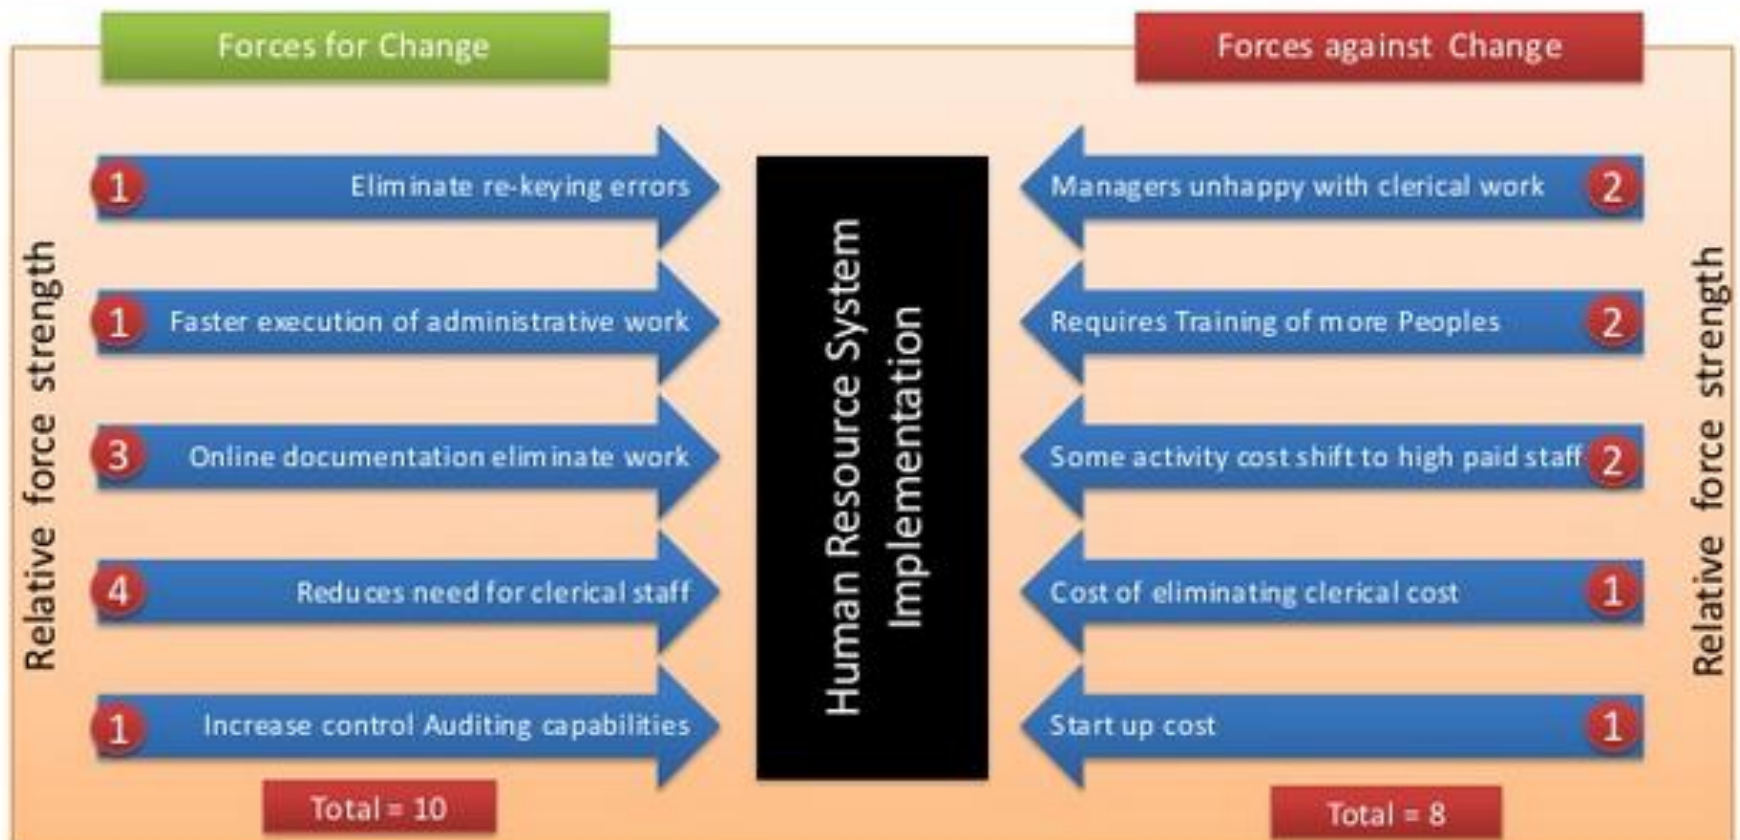 Forces for Change
Forces against Change
Relative force strength
1 Eliminate re-keying errors
1 Faster execution of administrative work
3 Online documentation eliminate work
4 Reduces need for clerical staff
1 Increase control Auditing capabilities
Total = 10
Human Resource System
Implementation
Managers unhappy with clerical work 2
Requires Training of more Peoples 2
Some activity cost shift to high paid staff 2
Cost of eliminating clerical cost 1
Start up cost 1
Total = 8
Relative force strength